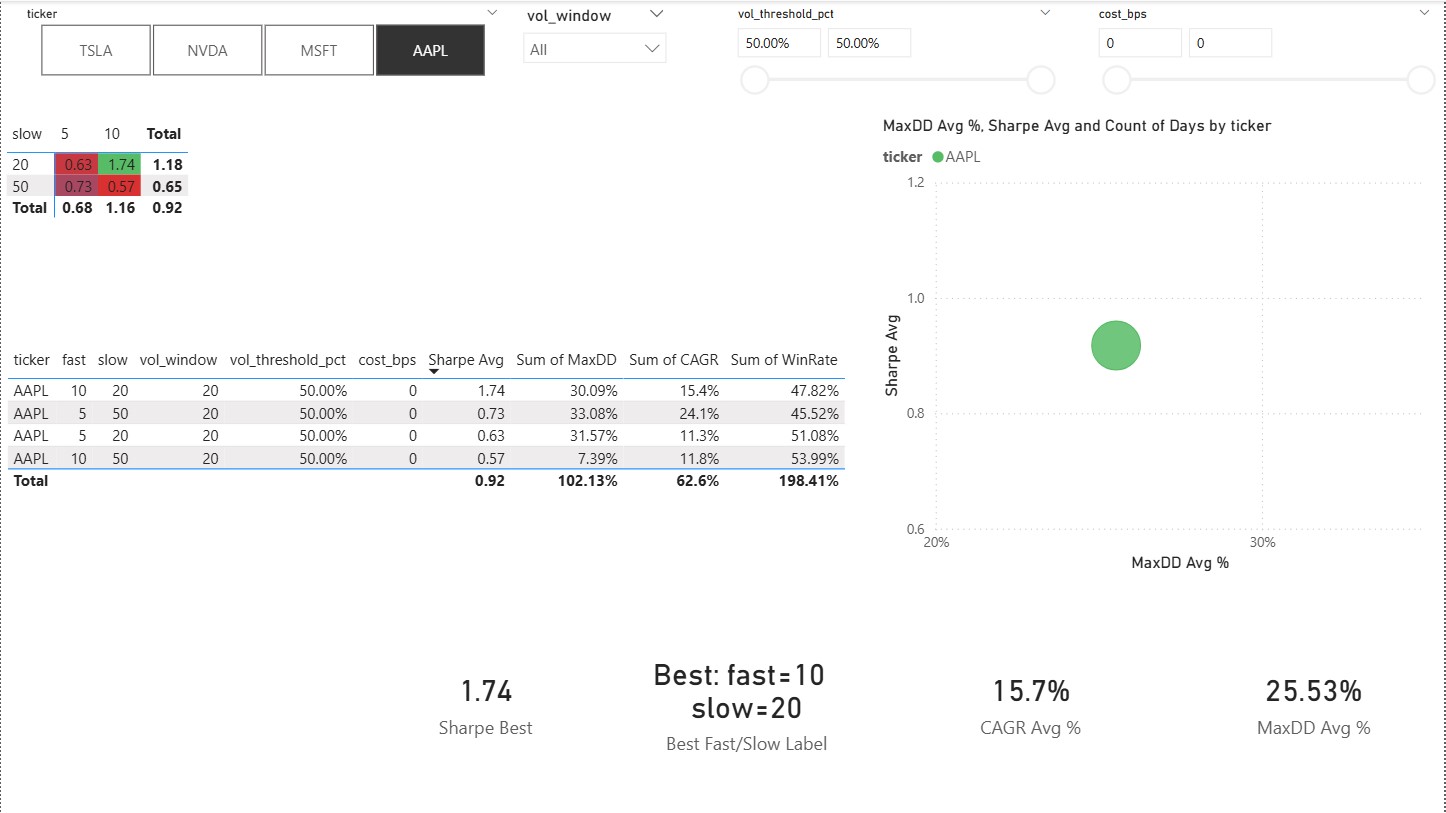 ticker
TSLA NVDA MSFT AAPL
vol_window
All
vol_threshold_pct
50.00% 50.00%
cost_bps
0 0
slow 5 10 Total
20 0.63 1.74 1.18
50 0.73 0.57 0.65
Total 0.68 1.16 0.92
ticker fast slow vol_window vol_threshold_pct cost_bps Sharpe Avg Sum of MaxDD Sum of CAGR Sum of WinRate
AAPL 10 20 20 50.00% 0 1.74 30.09% 15.4% 47.82%
AAPL 5 50 20 50.00% 0 0.73 33.08% 24.1% 45.52%
AAPL 5 20 20 50.00% 0 0.63 31.57% 11.3% 51.08%
AAPL 10 50 20 50.00% 0 0.57 7.39% 11.8% 53.99%
Total 0.92 102.13% 62.6% 198.41%
MaxDD Avg %, Sharpe Avg and Count of Days by ticker
ticker AAPL
1.2
1.0
0.8
0.6
Sharpe Avg
20% 30%
MaxDD Avg %
1.74
Sharpe Best
Best: fast=10
slow=20
Best Fast/Slow Label
15.7%
CAGR Avg %
25.53%
MaxDD Avg %